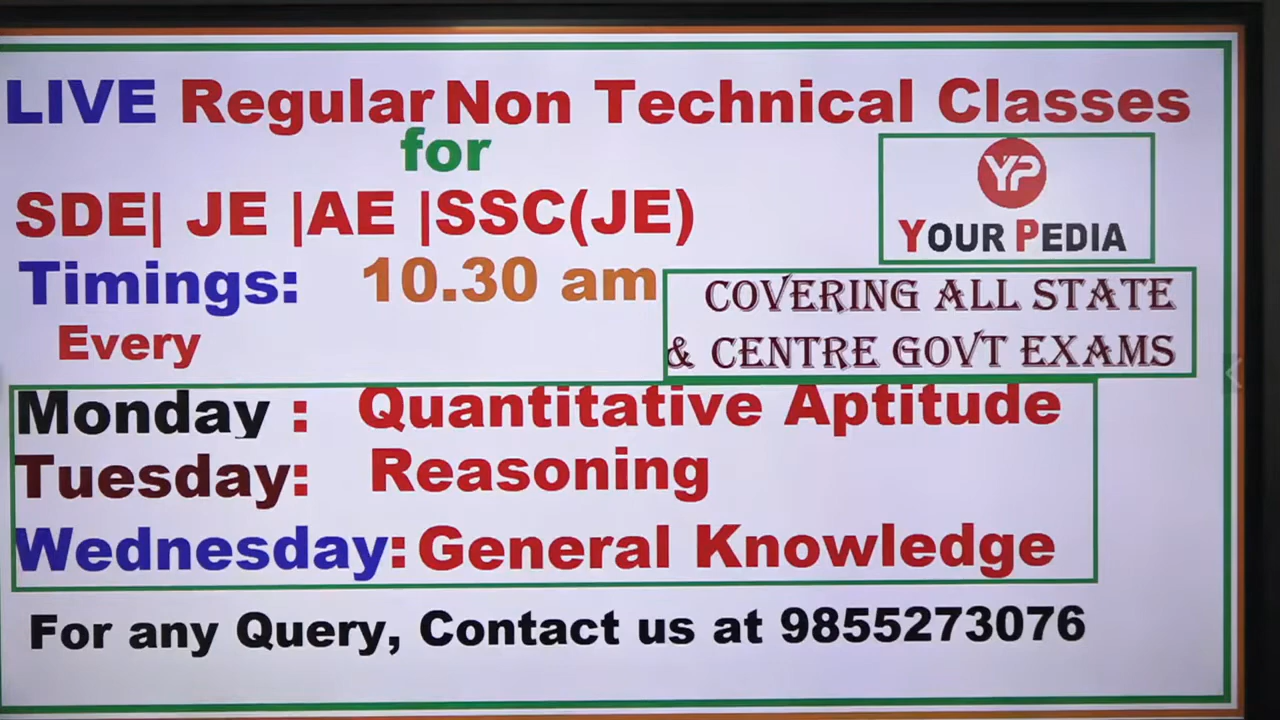 LIVE Regular Non Technical Classes
for
SDE| JE |AE |SSC(JE)
YP
YOUR PEDIA
Timings: 10.30 am
COVERING ALL STATE
& CENTRE GOVT EXAMS
Every
Monday : Quantitative Aptitude
Tuesday: Reasoning
Wednesday: General Knowledge
For any Query, Contact us at 9855273076